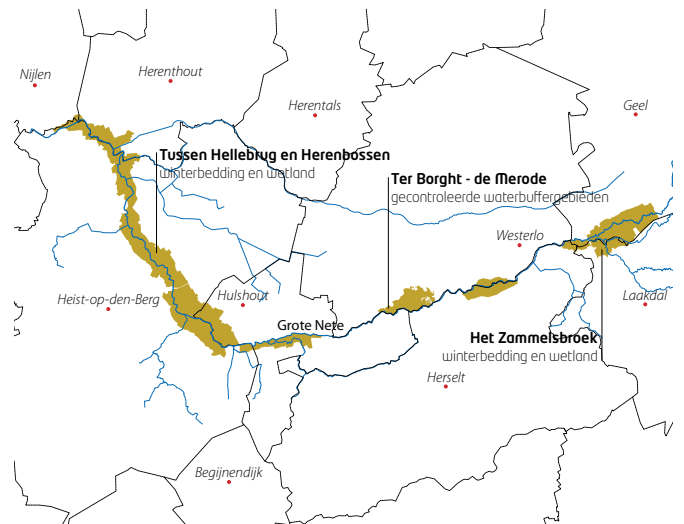 Herenthout
Nijlen
Herentals
Geel
Tussen Hellebrug en Herenbossen
winterbedding en wetland
Ter Borght - de Merode
gecontroleerde waterbuffergebieden
Westerlo
Heist-op-den-Berg
Hulshout
Laakdal
Grote Nete
Het Zammelsbroek
winterbedding en wetland
Herselt
Begijnendijk